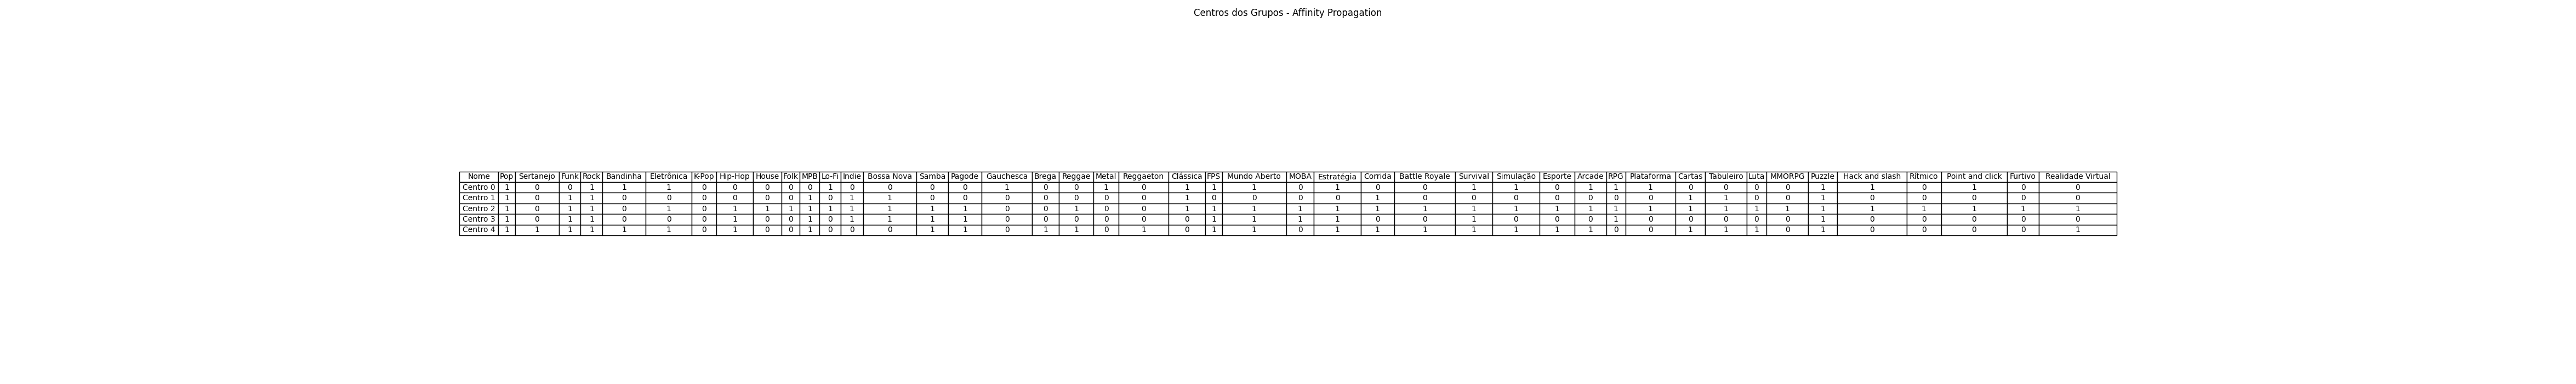 Centros dos Grupos - Affinity Propagation
Nome Pop Sertanejo Funk Rock Bandinha Eletrônica K-Pop Hip-Hop House Folk MPB Lo-Fi Indie Bossa Nova Samba Pagode Gauchesca Brega Reggae Metal Reggaeton Clássica FPS Mundo Aberto MOBA Estratégia Corrida Battle Royale Survival Simulação Esporte Arcade RPG Plataforma Cartas Tabuleiro Luta MMORPG Puzzle Hack and slash Ritmico Point and click Furtivo Realidade Virtual
Centro 0 1 0 0 1 1 1 0 0 0 0 0 1 0 0 0 0 1 0 0 1 0 1 1 1 0 1 0 0 1 1 0 1 1 1 0 0 0 0 1 1 0 1 0 0
Centro 1 1 0 1 1 0 0 0 0 0 0 1 0 1 1 0 0 0 0 0 0 0 1 0 0 0 0 1 0 0 0 0 0 0 0 1 1 0 0 1 0 0 0 0 0
Centro 2 1 0 1 1 0 1 0 1 1 1 1 1 1 1 1 1 0 0 1 0 0 1 1 1 1 1 1 1 1 1 1 1 1 1 1 1 1 1 1 1 1 1 1 1
Centro 3 1 0 1 1 0 0 0 1 0 0 1 0 1 1 1 1 0 0 0 0 0 0 1 1 1 1 0 0 1 0 0 0 1 0 0 0 0 0 1 0 0 0 0 0
Centro 4 1 1 1 1 1 1 0 1 0 0 1 0 0 0 1 1 0 1 1 0 1 0 1 1 0 1 1 1 1 1 1 1 0 0 1 1 1 0 1 0 0 0 0 1